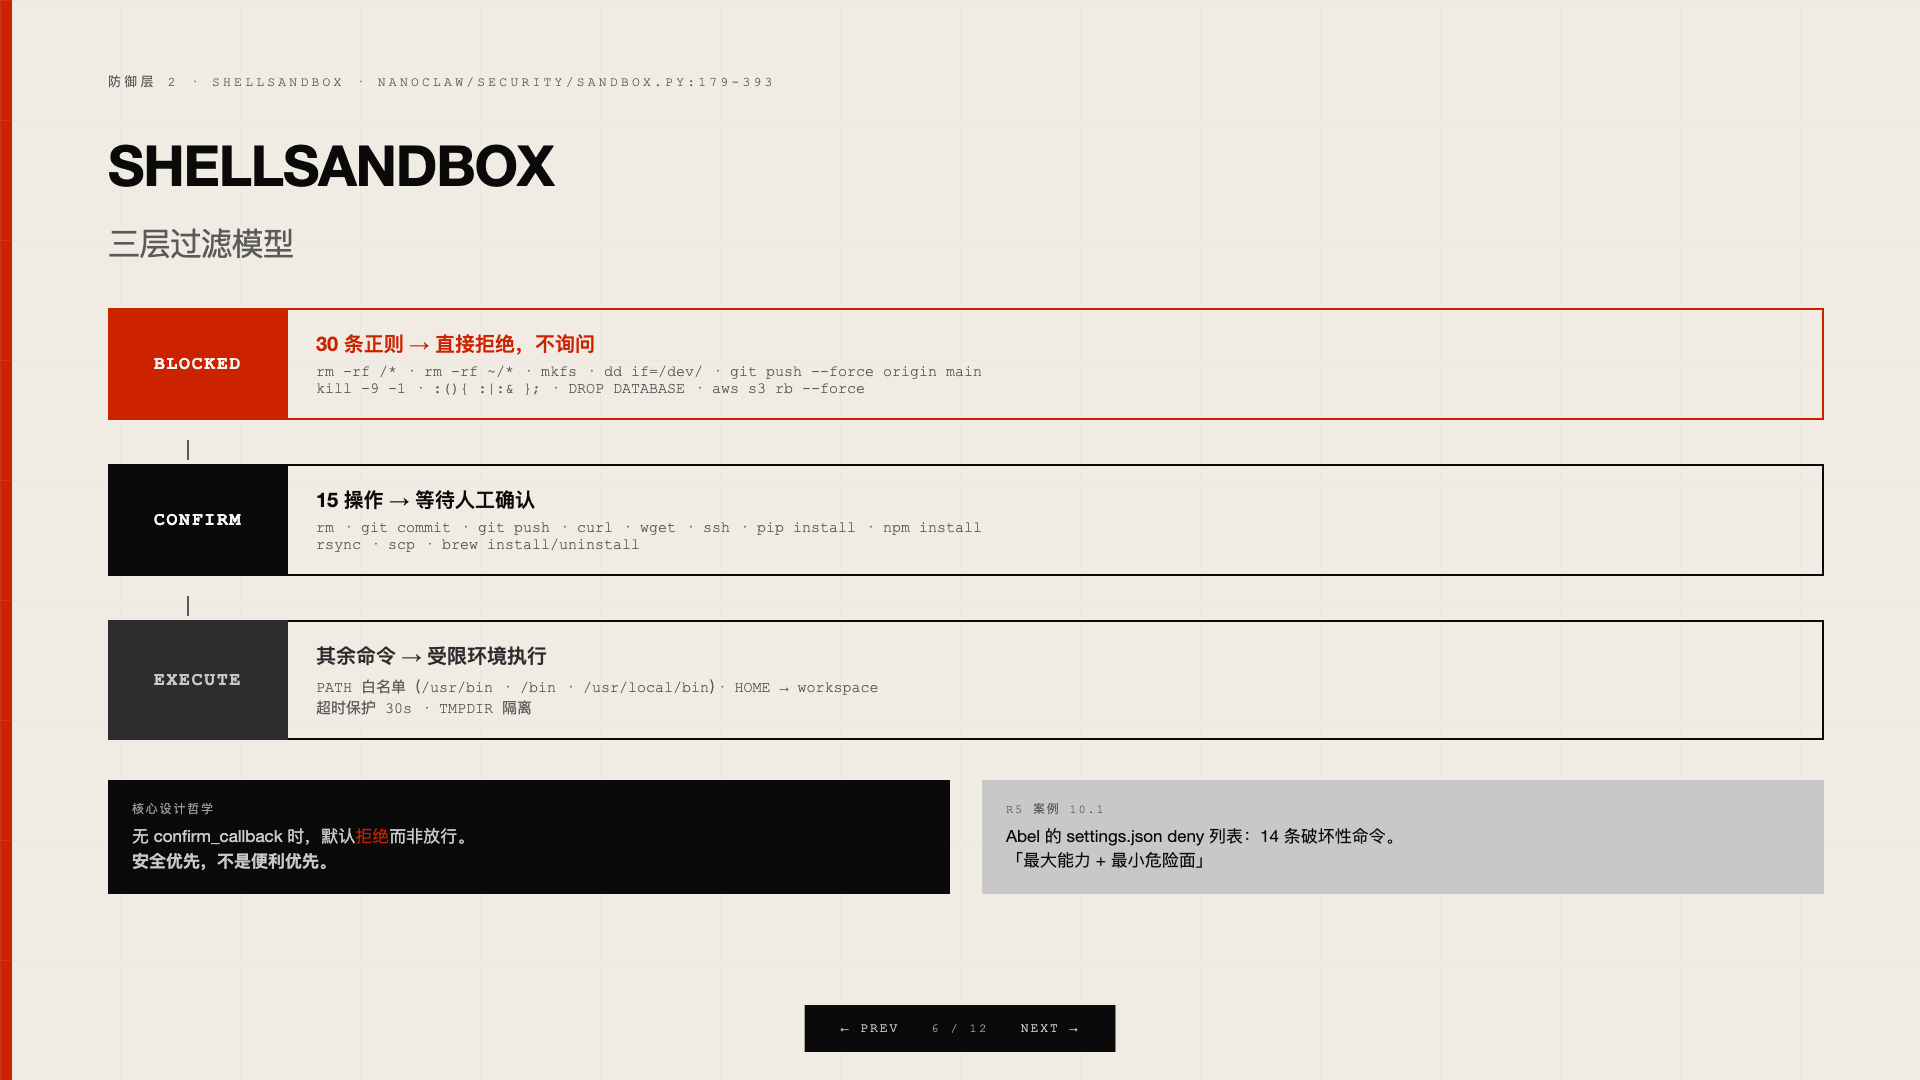 防御层 2 · SHELLSANDBOX · NANOCLAW/SECURITY/SANDBOX.PY:179-393
SHELLSANDBOX
三层过滤模型
BLOCKED
30 条正则 → 直接拒绝，不询问
rm -rf /* · rm -rf ~/* · mkfs · dd if=/dev/ · git push --force origin main
kill -9 -1 · :(){ :|:& }; · DROP DATABASE · aws s3 rb --force
CONFIRM
15 操作 → 等待人工确认
rm · git commit · git push · curl · wget · ssh · pip install · npm install
rsync · scp · brew install/uninstall
EXECUTE
其余命令 → 受限环境执行
PATH 白名单 (/usr/bin · /bin · /usr/local/bin) · HOME → workspace
超时保护 30s · TMPDIR 隔离
核心设计哲学
无 confirm_callback 时，默认拒绝而非放行。
安全优先，不是便利优先。
R5 案例 10.1
Abel 的 settings.json deny 列表：14 条破坏性命令。
「最大能力 + 最小危险面」
← PREV 6 / 12 NEXT →